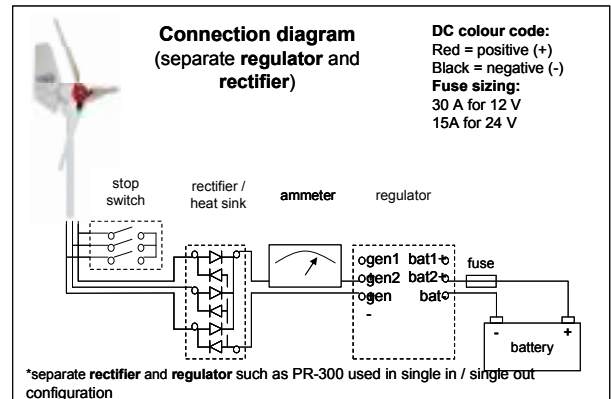 Connection diagram
(separate regulator and
rectifier)
DC colour code:
Red = positive (+)
Black = negative (-)
Fuse sizing:
30 A for 12 V
15A for 24 V
stop
switch
rectifier /
heat sink
ammeter
regulator
gen1 bat1+
gen2 bat2+
gen bat-
-
fuse
- +
battery
*separate rectifier and regulator such as PR-300 used in single in / single out
configuration